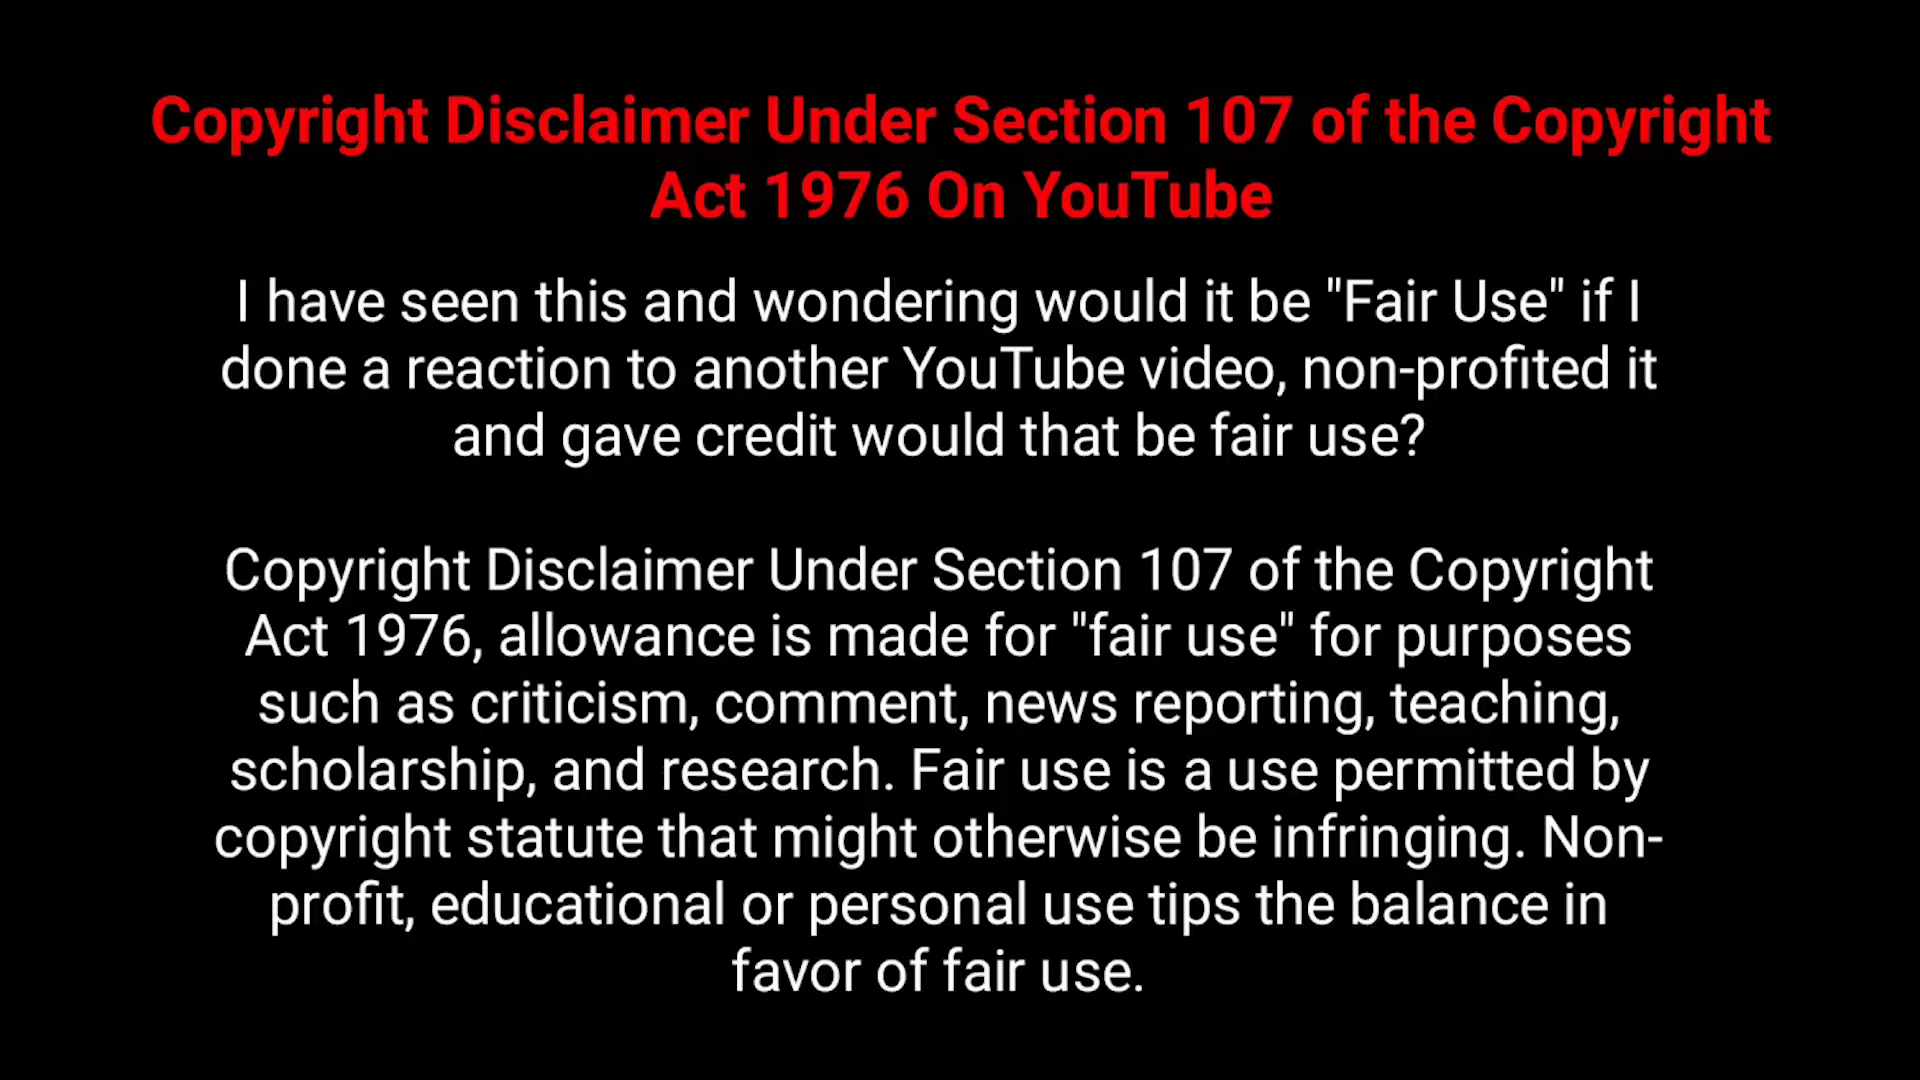 Copyright Disclaimer Under Section 107 of the Copyright
Act 1976 On YouTube
I have seen this and wondering would it be "Fair Use" if I
done a reaction to another YouTube video, non-profited it
and gave credit would that be fair use?
Copyright Disclaimer Under Section 107 of the Copyright
Act 1976, allowance is made for "fair use" for purposes
such as criticism, comment, news reporting, teaching,
scholarship, and research. Fair use is a use permitted by
copyright statute that might otherwise be infringing. Non-
profit, educational or personal use tips the balance in
favor of fair use.